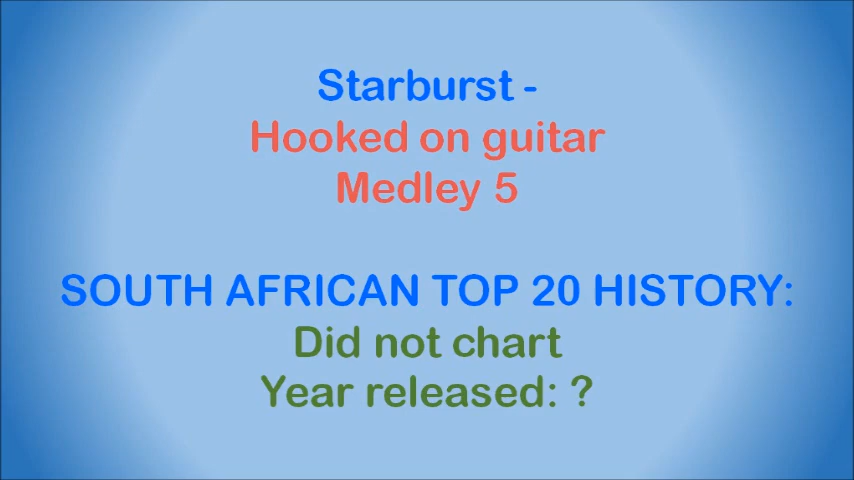 Starburst -
Hooked on guitar
Medley 5
SOUTH AFRICAN TOP 20 HISTORY:
Did not chart
Year released: ?